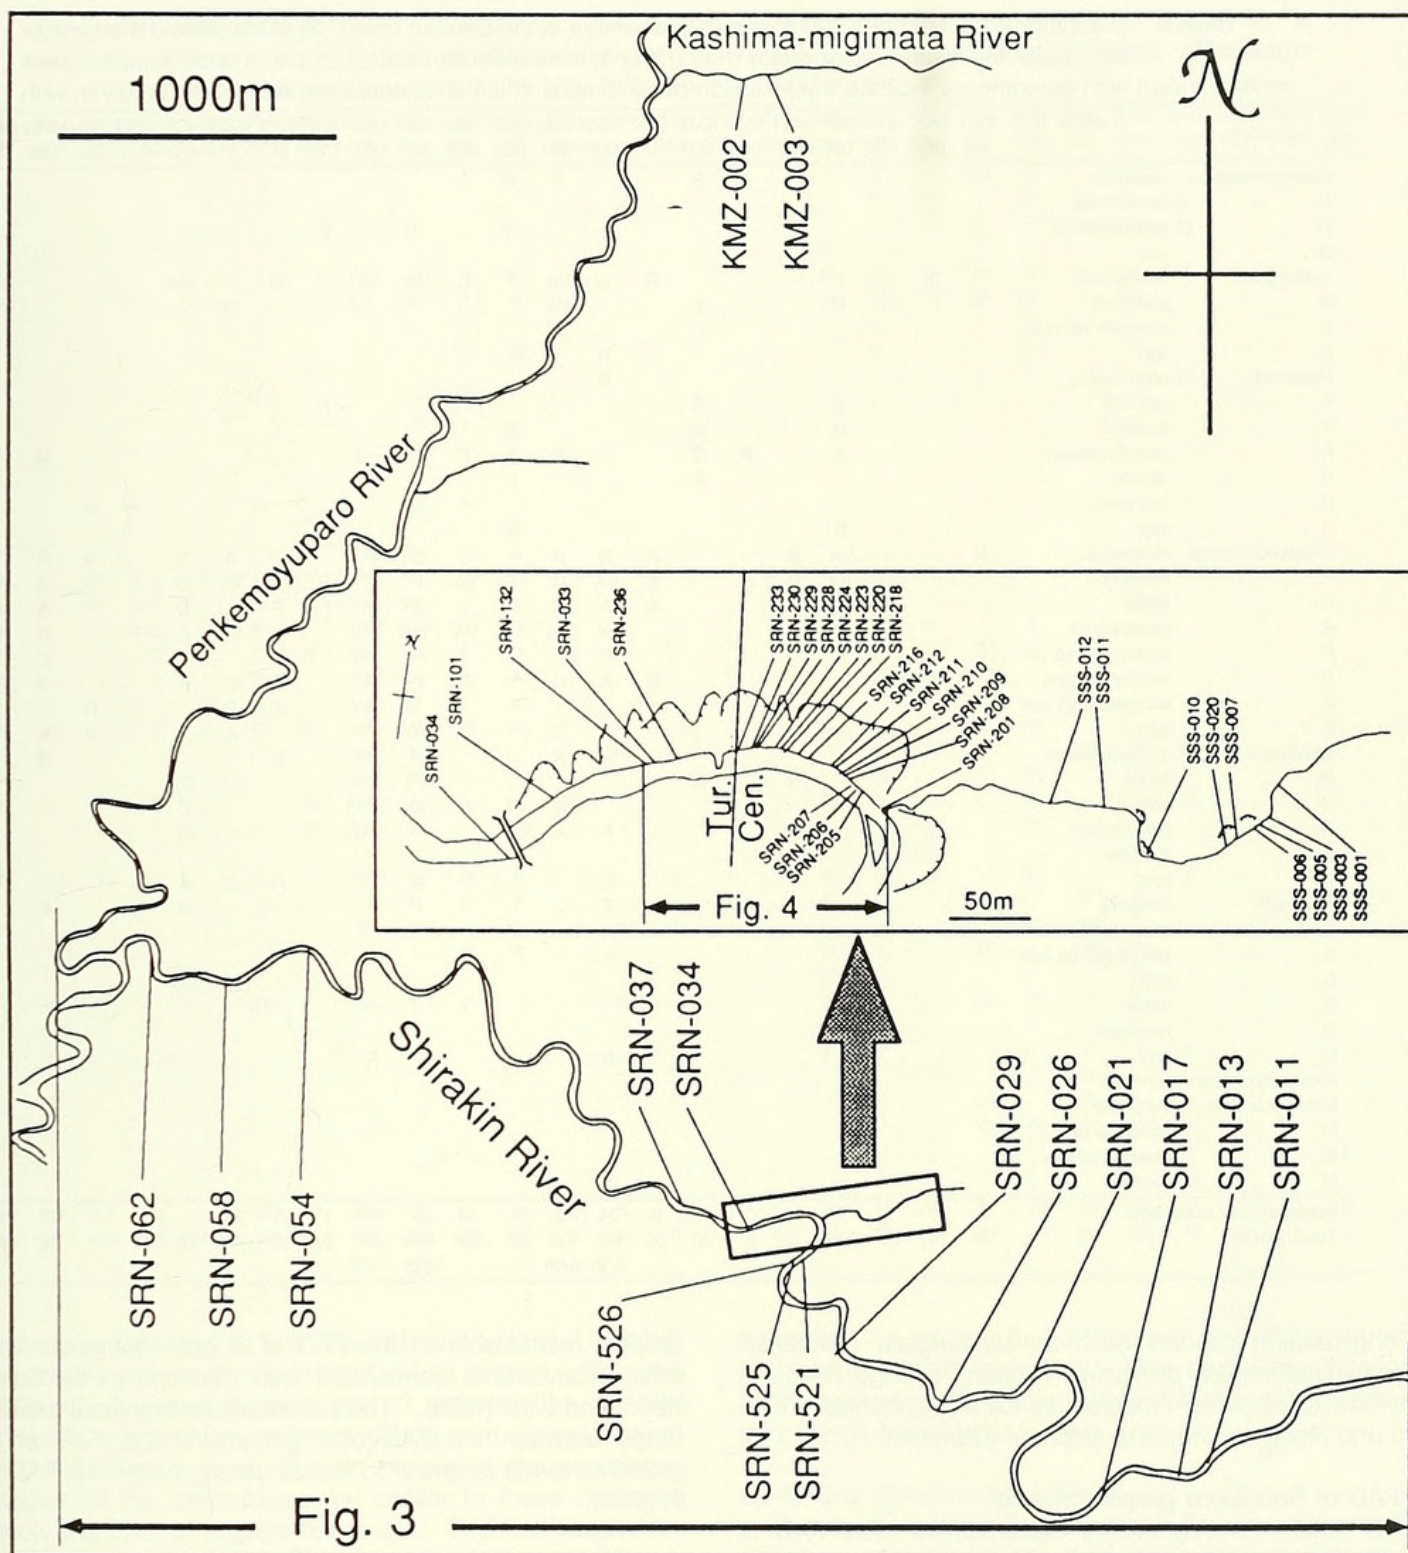 Kashima-migimata River
1000m
N
KMZ-002
KMZ-003
Penkemoyuparo River
N
SRN-034
SRN-101
SRN-132
SRN-033
SRN-236
SRN-233
SRN-230
SRN-229
SRN-228
SRN-224
SRN-223
SRN-220
SRN-218
SRN-216
SRN-212
SRN-211
SRN-210
SRN-209
SRN-208
SRN-201
SSS-012
SSS-011
SSS-010
SSS-020
SSS-007
Tur.
Cen.
SRN-207
SRN-206
SRN-205
SSS-006
SSS-005
SSS-003
SSS-001
Fig. 4
50m
Shirakin River
SRN-037
SRN-034
SRN-062
SRN-058
SRN-054
SRN-029
SRN-026
SRN-021
SRN-017
SRN-013
SRN-011
SRN-526
SRN-525
SRN-521
Fig. 3